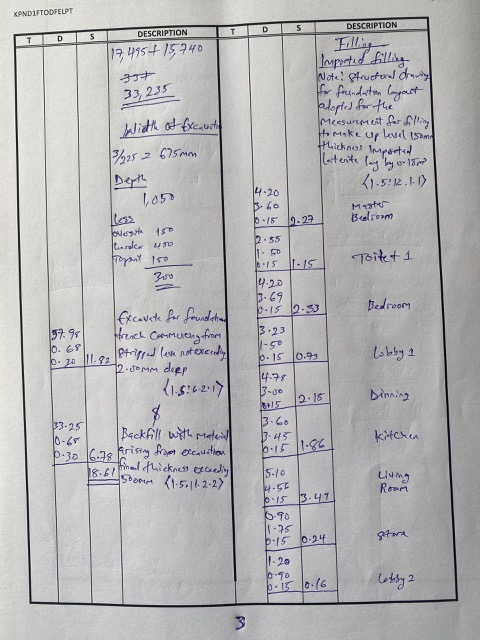 KPND1FTODFELPT
T D S DESCRIPTION T D S DESCRIPTION
17,495 + 15,740
33,235
Width of Excavation
3/225 = 675mm
Depth
1,050
Less
150
450
Topsoil 150
300
Excavate for foundation
trench commencing from
37.98
0.68 stripped level not exceeding
0.30 11.82 2.00mm deep
(1.5:6.2.1)
&
33.25
0.68 Backfill with material
0.30 6.78 arising from excavation
18.61 final thickness exceedy
500mm (1.5:11.2.2)
Filling
Imported filling
Note: Structural drawing
for foundation layout
adopted for the
measurement for filling
to make up level 150mm
thickness Imported
laterite lay by 0.15m
(1.5:12.1.1)
4.20
3.60 Master
0.15 2.27 Bedroom
2.55
1.50
0.15 1.15 Toilet 1
4.20
3.69 Bedroom
0.15 2.33
3.23
1.50
0.15 0.73 Lobby 1
4.78
3.00 Dinning
0.15 2.15
3.60
3.45 Kitchen
0.15 1.86
5.10
4.56 Living
0.15 3.47 Room
0.90
1.75
0.15 0.24 Store
1.20
0.90 Lobby 2
0.15 0.16
3